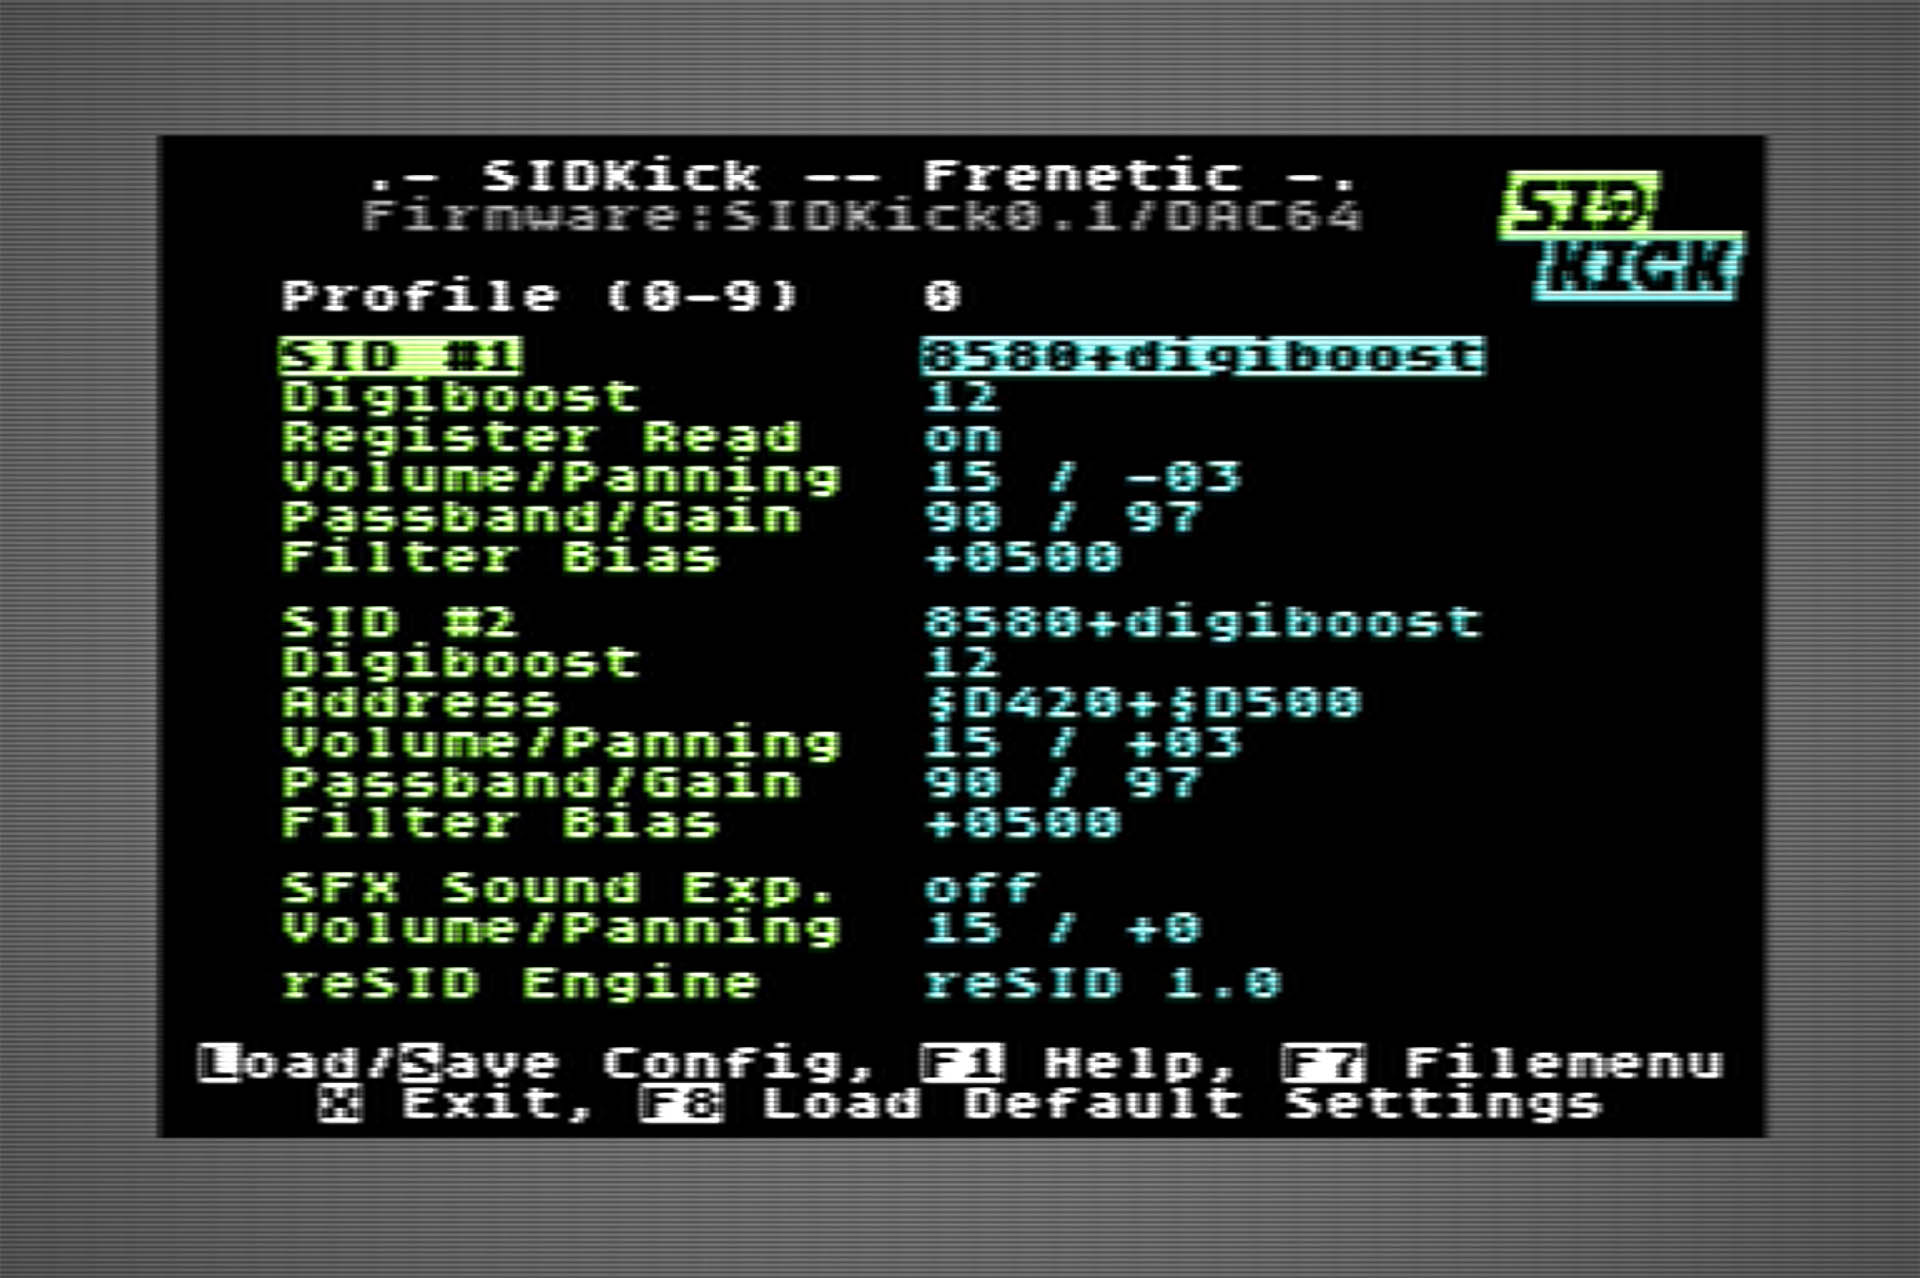 .- SIDKick -- Frenetic -.
Firmware:SIDKick0.1/DAC64
SID
KICK
Profile (0-9) 0
SID #1 8580+digiboost
Digiboost 12
Register Read on
Volume/Panning 15 / -03
Passband/Gain 90 / 97
Filter Bias +0500
SID #2 8580+digiboost
Digiboost 12
Address $D420+$D500
Volume/Panning 15 / +03
Passband/Gain 90 / 97
Filter Bias +0500
SFX Sound Exp. off
Volume/Panning 15 / +0
reSID Engine reSID 1.0
Load/Save Config, F1 Help, F7 Filemenu
X Exit, F8 Load Default Settings